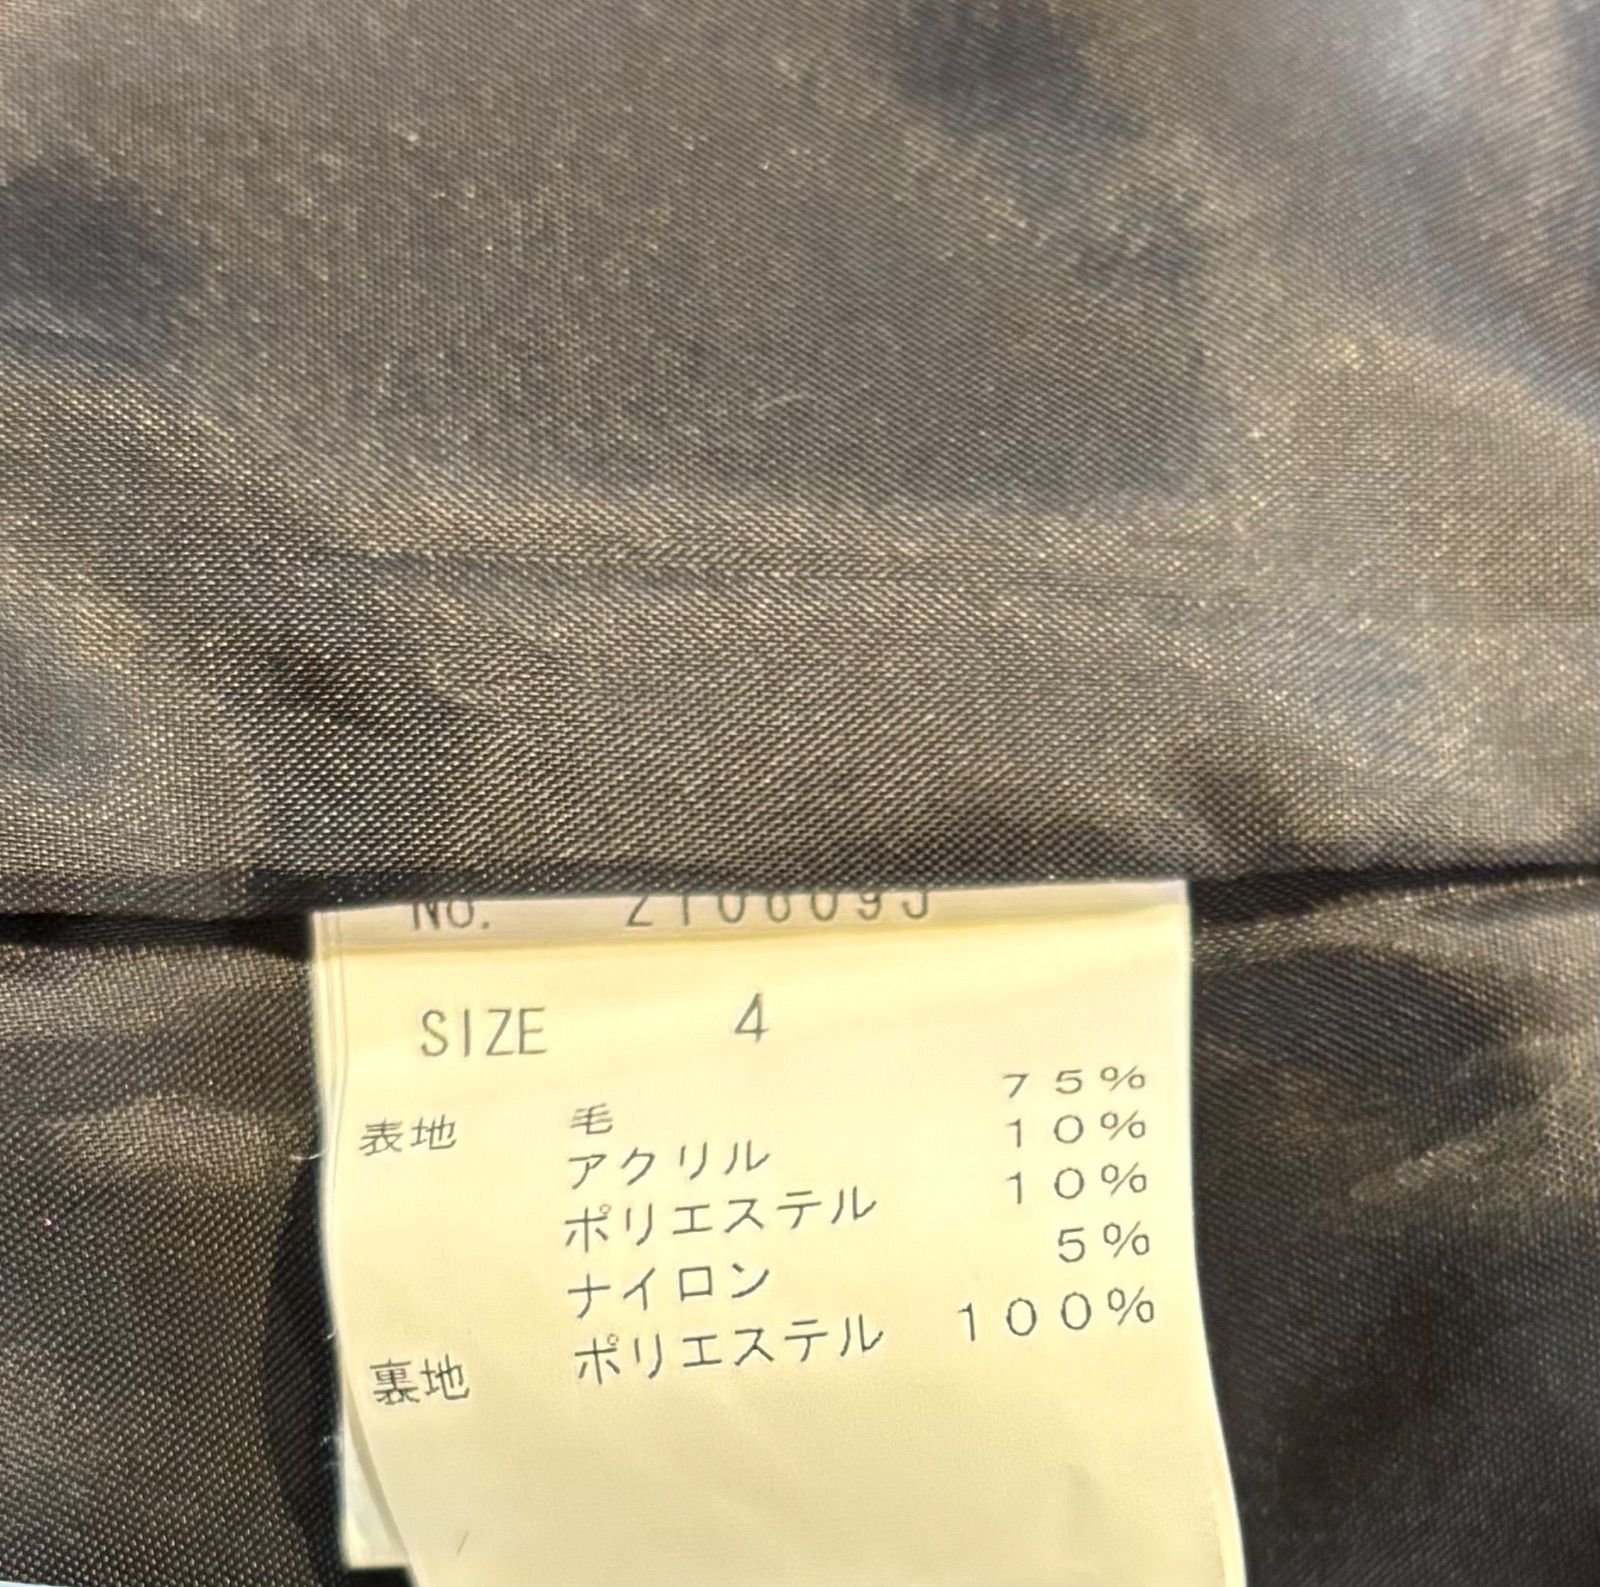 No.
SIZE 4
表地 毛 75%
アクリル 10%
ポリエステル 10%
ナイロン 5%
裏地 ポリエステル 100%